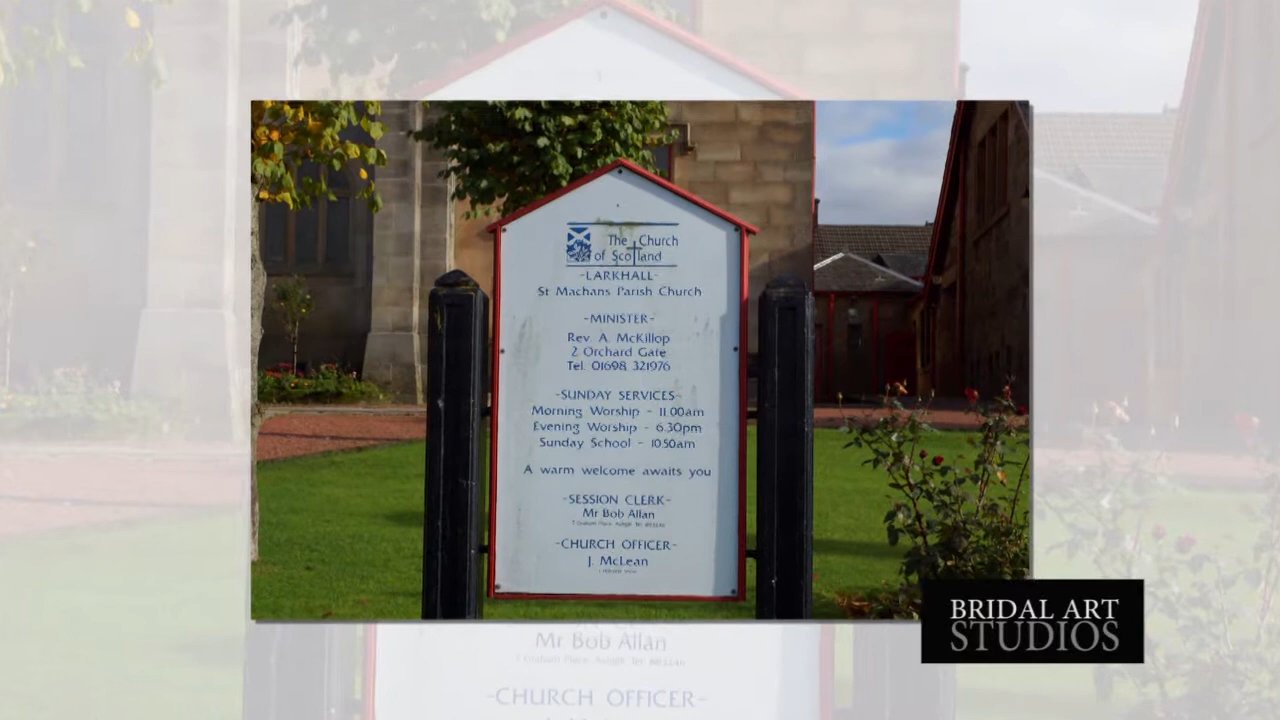 The Church
of Scotland
-LARKHALL-
St Machans Parish Church
-MINISTER-
Rev. A. McKillop
2 Orchard Gate
Tel. 01698 321976
-SUNDAY SERVICES-
Morning Worship - 11.00am
Evening Worship - 6.30pm
Sunday School - 10.50am
A warm welcome awaits you
-SESSION CLERK-
Mr Bob Allan
-CHURCH OFFICER-
J. McLean
BRIDAL ART
STUDIOS
Mr Bob Allan
-CHURCH OFFICER-